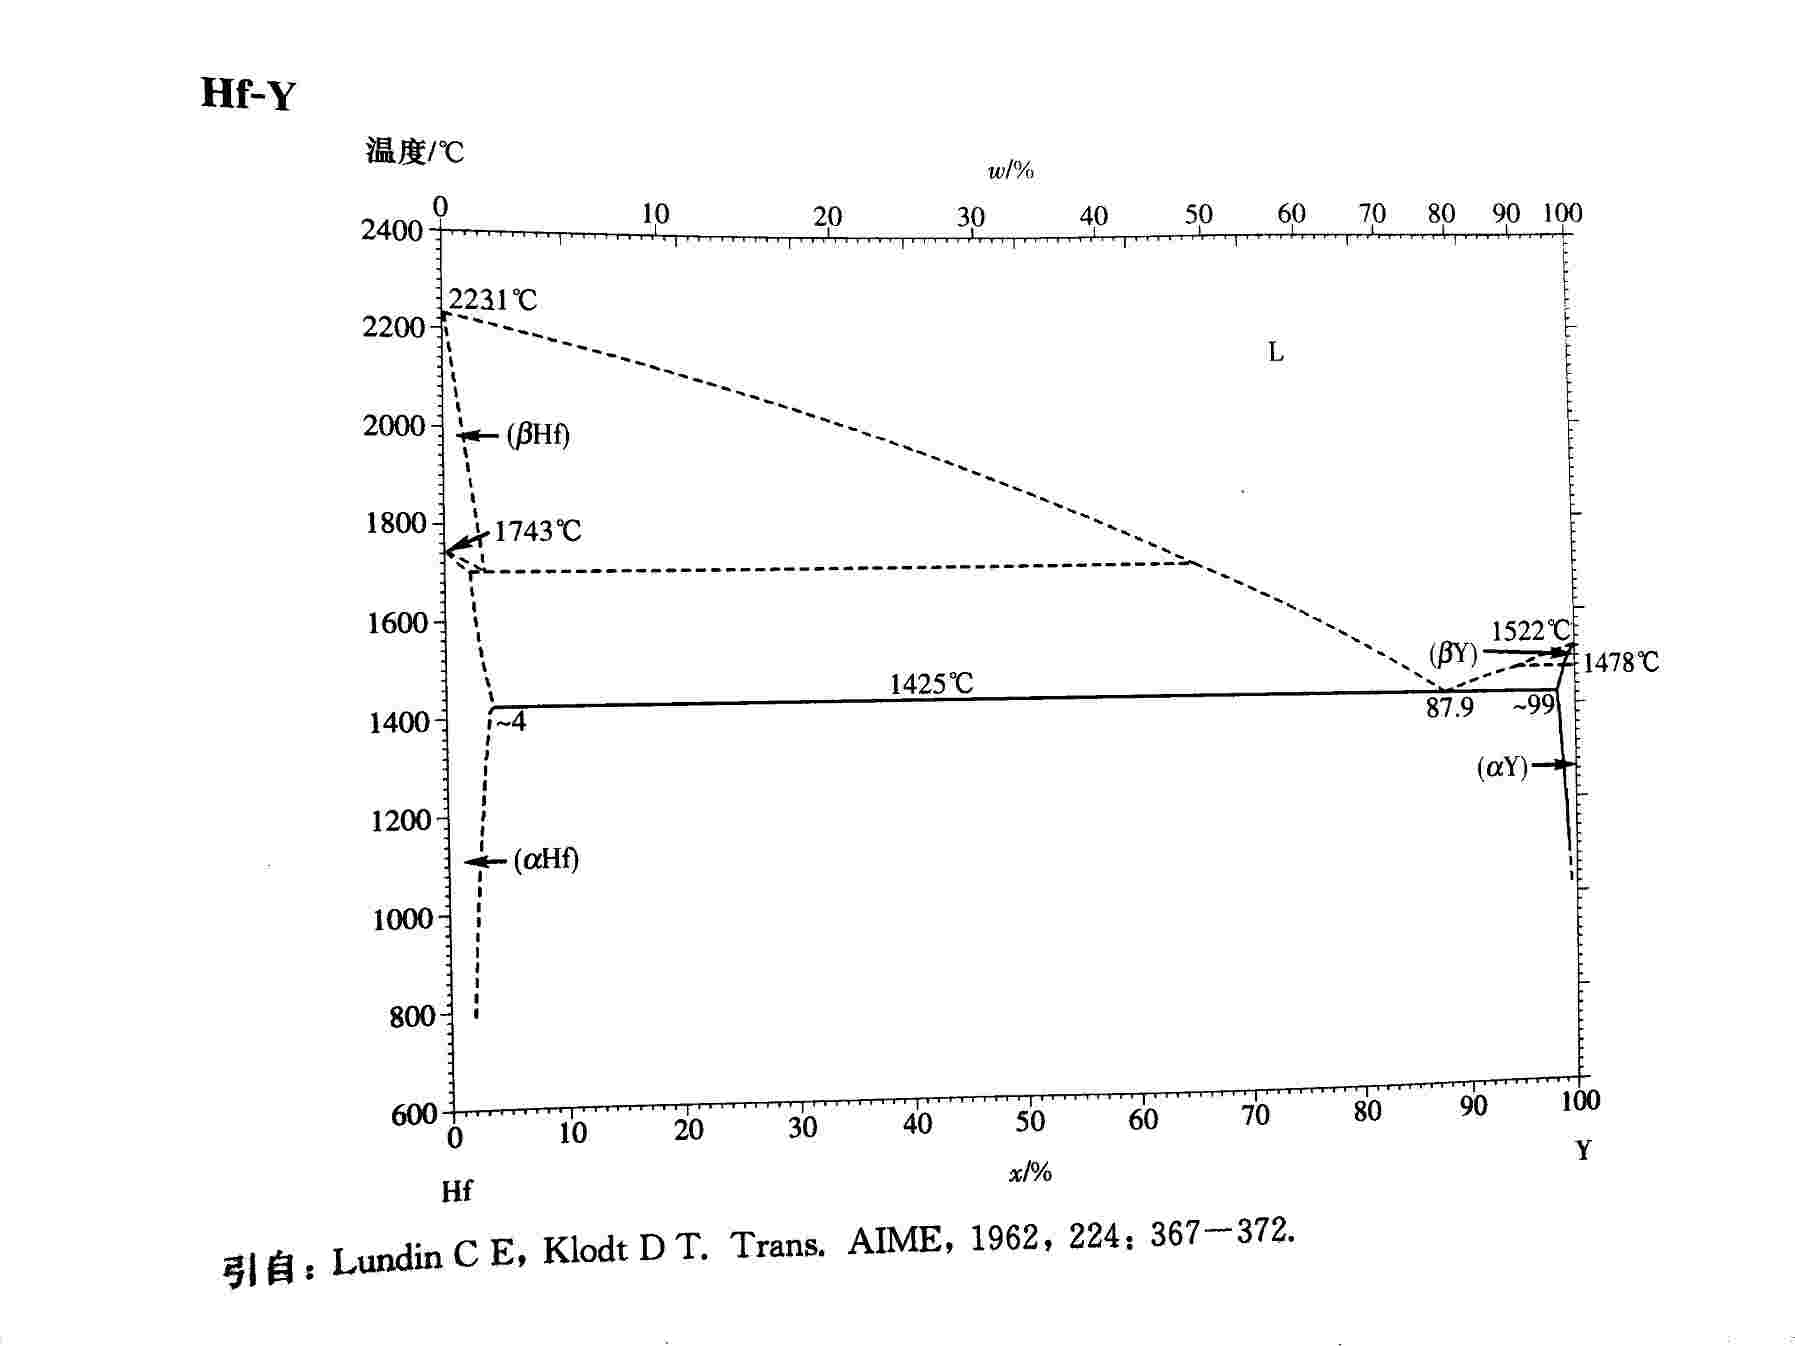 Hf-Y
温度/℃
w/%
0 10 20 30 40 50 60 70 80 90 100
2400
2231℃
2200
L
2000
(βHf)
1800
1743℃
1600
1522℃
(βY)
1478℃
1425℃
1400
~4
87.9
~99
(αY)
1200
(αHf)
1000
800
600
0 10 20 30 40 50 60 70 80 90 100
Hf
x/%
Y
引自：Lundin C E, Klodt D T. Trans. AIME, 1962, 224: 367—372.